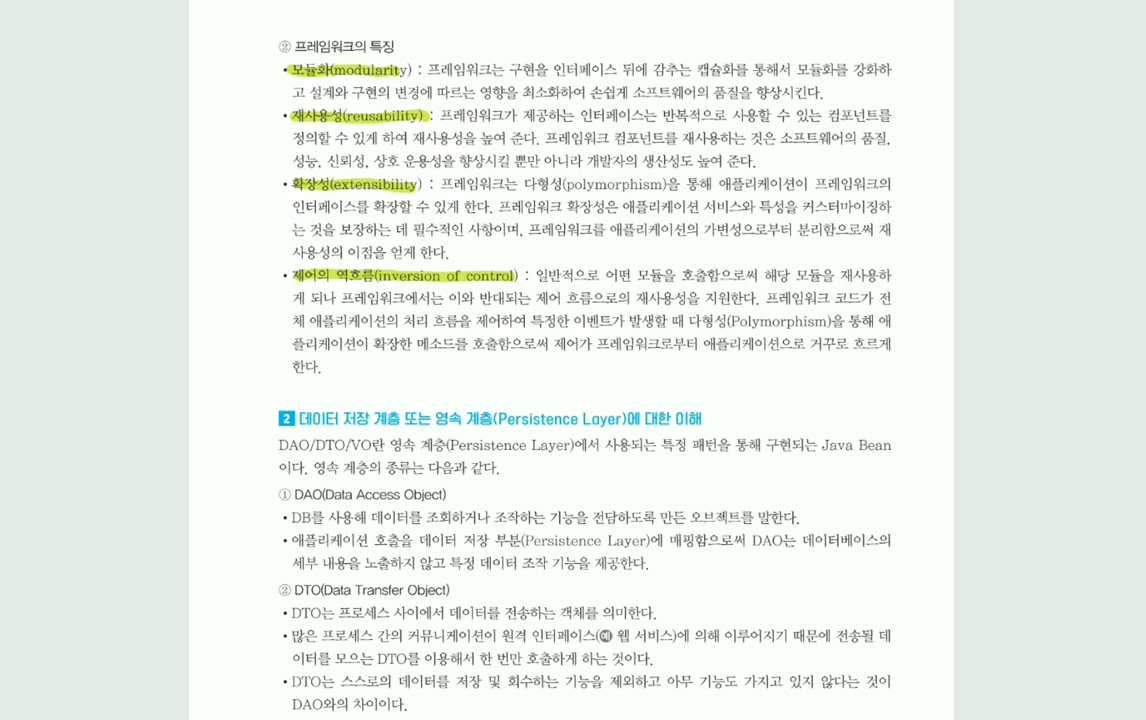 ② 프레임워크의 특징
• 모듈화(modularity) : 프레임워크는 구현을 인터페이스 뒤에 감추는 캡슐화를 통해서 모듈화를 강화하
고 설계와 구현의 변경에 따르는 영향을 최소화하여 손쉽게 소프트웨어의 품질을 향상시킨다.
• 재사용성(reusability) : 프레임워크가 제공하는 인터페이스는 반복적으로 사용할 수 있는 컴포넌트를
정의할 수 있게 하여 재사용성을 높여 준다. 프레임워크 컴포넌트를 재사용하는 것은 소프트웨어의 품질,
성능, 신뢰성, 상호 운용성을 향상시킬 뿐만 아니라 개발자의 생산성도 높여 준다.
• 확장성(extensibility) : 프레임워크는 다형성(polymorphism)을 통해 애플리케이션이 프레임워크의
인터페이스를 확장할 수 있게 한다. 프레임워크 확장성은 애플리케이션 서비스와 특성을 커스터마이징하
는 것을 보장하는 데 필수적인 사항이며, 프레임워크를 애플리케이션의 가변성으로부터 분리함으로써 재
사용성의 이점을 얻게 한다.
• 제어의 역흐름(inversion of control) : 일반적으로 어떤 모듈을 호출함으로써 해당 모듈을 재사용하
게 되나 프레임워크에서는 이와 반대되는 제어 흐름으로의 재사용성을 지원한다. 프레임워크 코드가 전
체 애플리케이션의 처리 흐름을 제어하여 특정한 이벤트가 발생할 때 다형성(Polymorphism)을 통해 애
플리케이션이 확장한 메소드를 호출함으로써 제어가 프레임워크로부터 애플리케이션으로 거꾸로 흐르게
한다.
2 데이터 저장 계층 또는 영속 계층(Persistence Layer)에 대한 이해
DAO/DTO/VO란 영속 계층(Persistence Layer)에서 사용되는 특정 패턴을 통해 구현되는 Java Bean
이다. 영속 계층의 종류는 다음과 같다.
① DAO(Data Access Object)
• DB를 사용해 데이터를 조회하거나 조작하는 기능을 전담하도록 만든 오브젝트를 말한다.
• 애플리케이션 호출을 데이터 저장 부분(Persistence Layer)에 매핑함으로써 DAO는 데이터베이스의
세부 내용을 노출하지 않고 특정 데이터 조작 기능을 제공한다.
② DTO(Data Transfer Object)
• DTO는 프로세스 사이에서 데이터를 전송하는 객체를 의미한다.
• 많은 프로세스 간의 커뮤니케이션이 원격 인터페이스(예 웹 서비스)에 의해 이루어지기 때문에 전송될 데
이터를 모으는 DTO를 이용해서 한 번만 호출하게 하는 것이다.
• DTO는 스스로의 데이터를 저장 및 회수하는 기능을 제외하고 아무 기능도 가지고 있지 않다는 것이
DAO와의 차이이다.